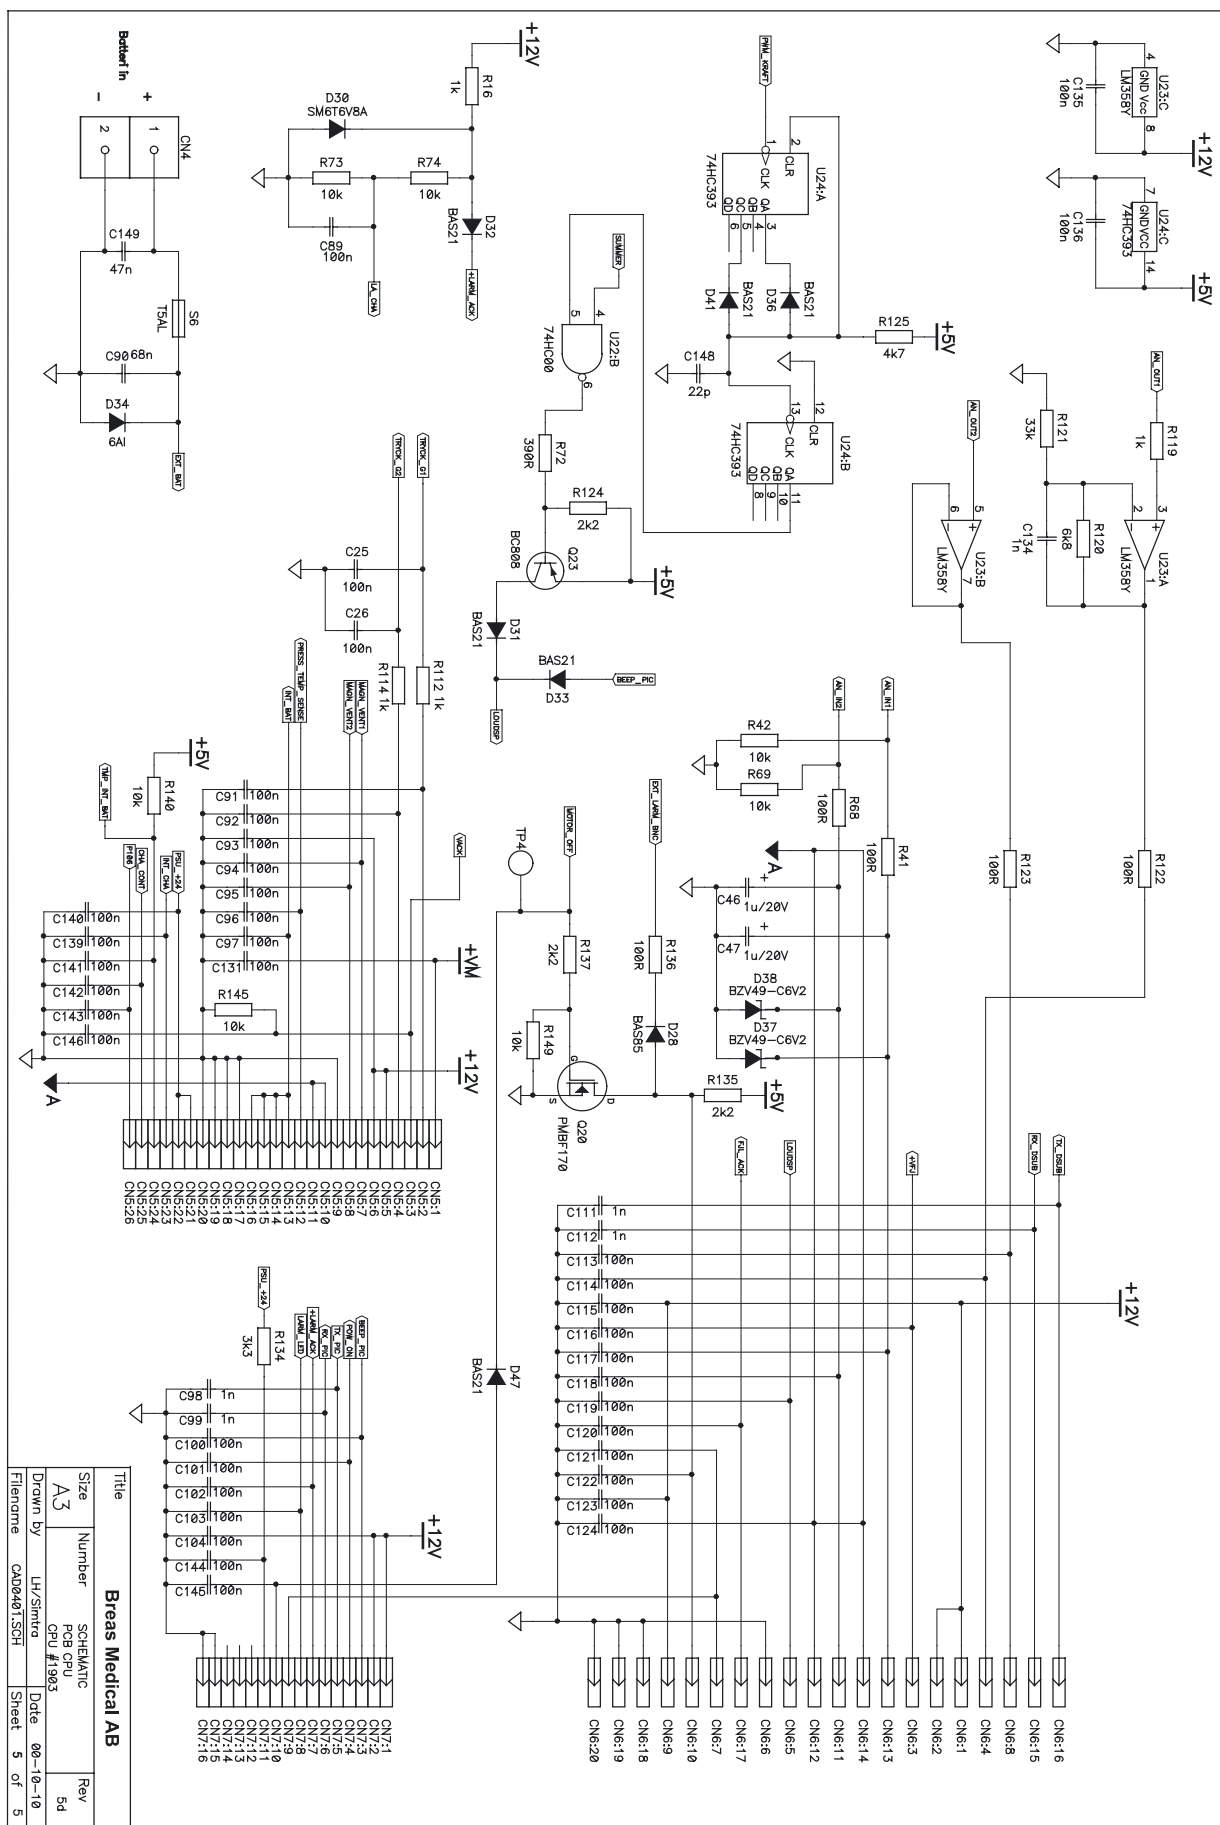 +12V
R16
1k
D30
SM6T6V8A
R73
10k
R74
10k
C89
100n
D32
BAS21
+LARM_ACK
LA_CHA
Batteri in
-
+
2
1
CN4
C149
47n
S6
T5AL
C90
68n
D34
6A1
EXT_BAT
PWM_KRAFT
1
2
CLK
CLR
U24:A
74HC393
QD
QC
QB
QA
6
5
4
3
D41
BAS21
D36
BAS21
R125
4k7
+5V
C148
22p
13
12
CLK
CLR
U24:B
74HC393
QD
QC
QB
QA
8
9
10
11
SUMMER
5
4
U22:B
74HC00
6
R72
390R
R124
2k2
Q23
BC808
+5V
D31
BAS21
BAS21
D33
BEEP_PIC
LOUDSP
4
U23:C
GND Vcc
LM358Y
8
C135
100n
+12V
7
U24:C
GND VCC
74HC393
14
C136
100n
+5V
AN_OUT1
R119
1k
R121
33k
3
2
+
-
U23:A
LM358Y
1
R120
6k8
C134
1n
AN_OUT2
6
5
-
+
U23:B
LM358Y
7
R123
100R
R122
100R
TRYCK_G2
TRYCK_G1
C25
100n
C26
100n
R114
1k
R112
1k
PRESS_TEMP_SENSE
INT_BAT
MAGN_VENT1
MAGN_VENT2
+5V
R140
10k
TMP_INT_BAT
P106
CHA_CONT
INT_CHA
PSU_+24
VACK
C91 100n
C92 100n
C93 100n
C94 100n
C95 100n
C96 100n
C97 100n
C131 100n
R145
10k
C140 100n
C139 100n
C141 100n
C142 100n
C143 100n
C146 100n
+VM
+12V
A
CN5:26
CN5:25
CN5:24
CN5:23
CN5:22
CN5:21
CN5:20
CN5:19
CN5:18
CN5:17
CN5:16
CN5:15
CN5:14
CN5:13
CN5:12
CN5:11
CN5:10
CN5:9
CN5:8
CN5:7
CN5:6
CN5:5
CN5:4
CN5:3
CN5:2
CN5:1
AN_IN2
AN_IN1
R42
10k
R69
10k
R68
100R
R41
100R
A
C46
+
1u/20V
C47
+
1u/20V
D38
BZV49-C6V2
D37
BZV49-C6V2
EXT_LARM_BNC
R136
100R
D28
BAS85
TP4
MOTOR_OFF
R137
2k2
R149
10k
G
S
D
Q20
PMBF170
R135
2k2
+5V
FJL_ACK
LOUDSP
+VFJ
RX_DSUB
TX_DSUB
C111 1n
C112 1n
C113 100n
C114 100n
C115 100n
C116 100n
C117 100n
C118 100n
C119 100n
C120 100n
C121 100n
C122 100n
C123 100n
C124 100n
+12V
CN6:20
CN6:19
CN6:18
CN6:9
CN6:10
CN6:7
CN6:17
CN6:6
CN6:5
CN6:12
CN6:11
CN6:14
CN6:13
CN6:3
CN6:2
CN6:1
CN6:4
CN6:8
CN6:15
CN6:16
D47
BAS21
PSU_+24
R134
3k3
LARM_LED
+LARM_ACK
RX_PIC
TX_PIC
POW_ON
BEEP_PIC
C98 1n
C99 1n
C100 100n
C101 100n
C102 100n
C103 100n
C104 100n
C144 100n
C145 100n
+12V
CN7:16
CN7:15
CN7:14
CN7:13
CN7:12
CN7:11
CN7:10
CN7:9
CN7:8
CN7:7
CN7:6
CN7:5
CN7:4
CN7:3
CN7:2
CN7:1
Title
Breas Medical AB
Size
A3
Number
SCHEMATIC
PCB CPU
CPU #1903
Rev
5d
Drawn by LH/Simtra
Date 00-10-10
Filename CAD0401.SCH
Sheet 5 of 5